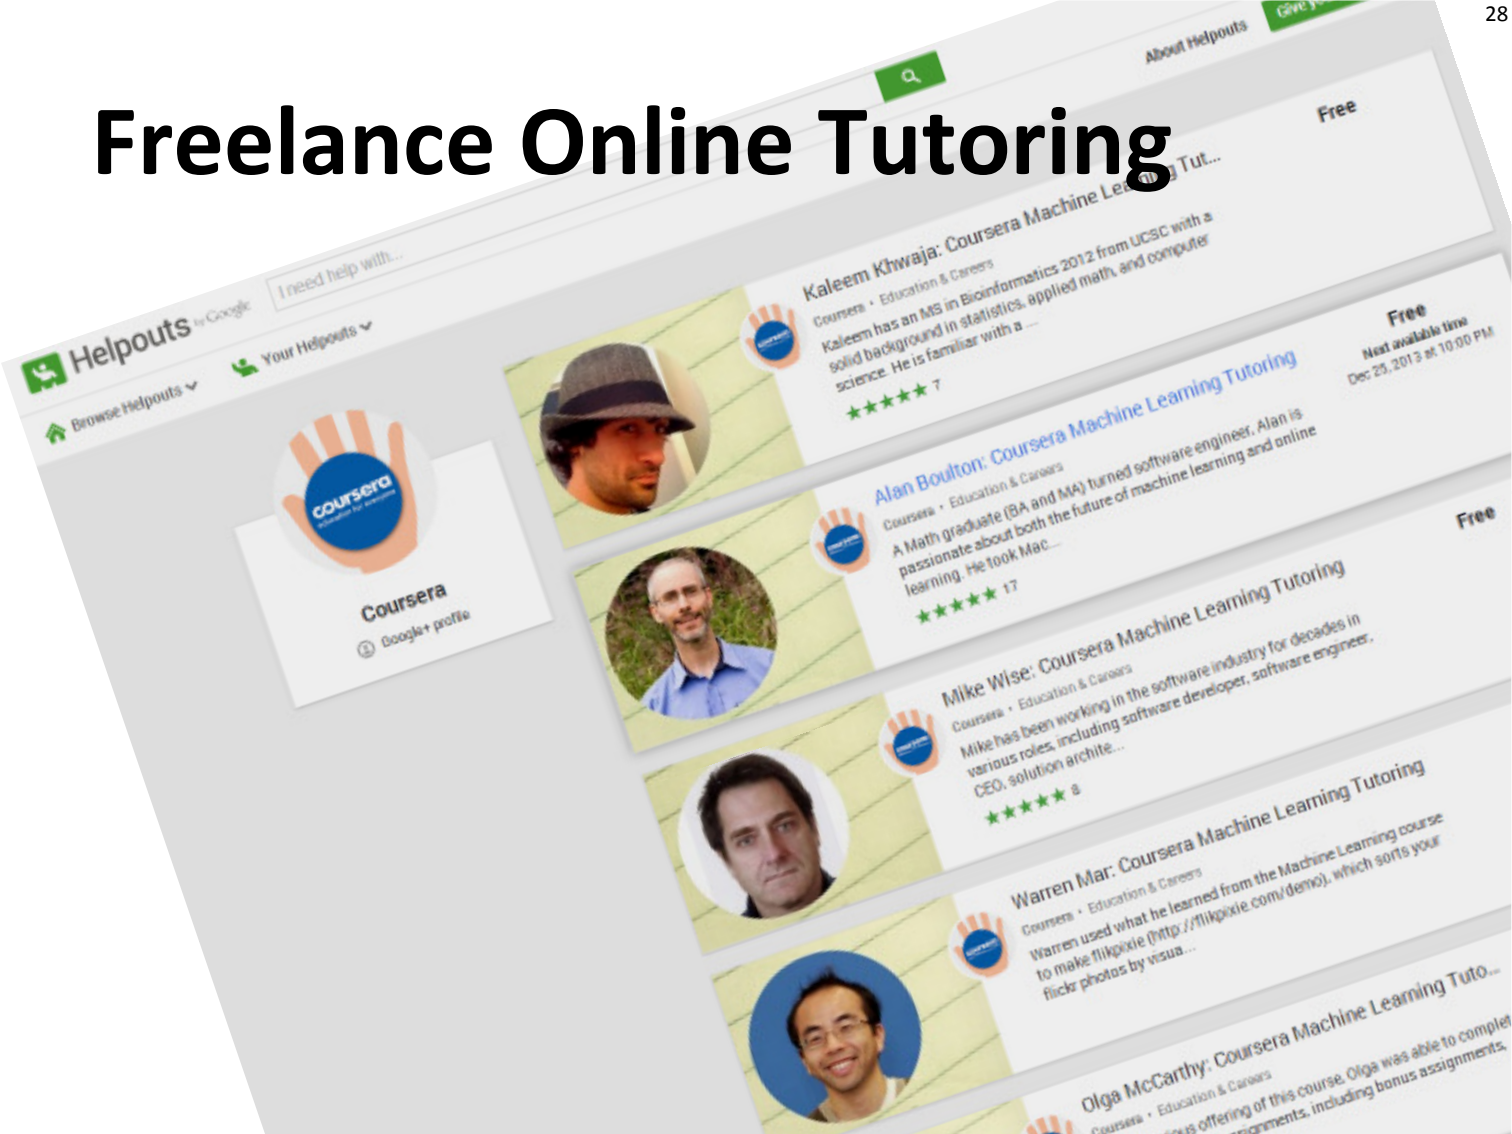 28
Freelance Online Tutoring
Helpouts by Google
I need help with...
About Helpouts
Browse Helpouts
Your Helpouts
coursera
education for everyone
Coursera
Google+ profile
Kaleem Khwaja: Coursera Machine Learning Tut...
Free
Coursera • Education & Careers
Kaleem has an MS in Bioinformatics 2012 from UCSC with a
solid background in statistics, applied math, and computer
science. He is familiar with a ...
7
Alan Boulton: Coursera Machine Learning Tutoring
Free
Next available time
Dec 25, 2013 at 10:00 PM
Coursera • Education & Careers
A Math graduate (BA and MA) turned software engineer, Alan is
passionate about both the future of machine learning and online
learning. He took Mac...
17
Mike Wise: Coursera Machine Learning Tutoring
Free
Coursera • Education & Careers
Mike has been working in the software industry for decades in
various roles, including software developer, software engineer,
CEO, solution archite...
8
Warren Mar: Coursera Machine Learning Tutoring
Coursera • Education & Careers
Warren used what he learned from the Machine Learning course
to make flikpixie (http://flikpixie.com/demo), which sorts your
flickr photos by visua...
Olga McCarthy: Coursera Machine Learning Tuto...
Coursera • Education & Careers
offering of this course. Olga was able to complet
including bonus assignments,